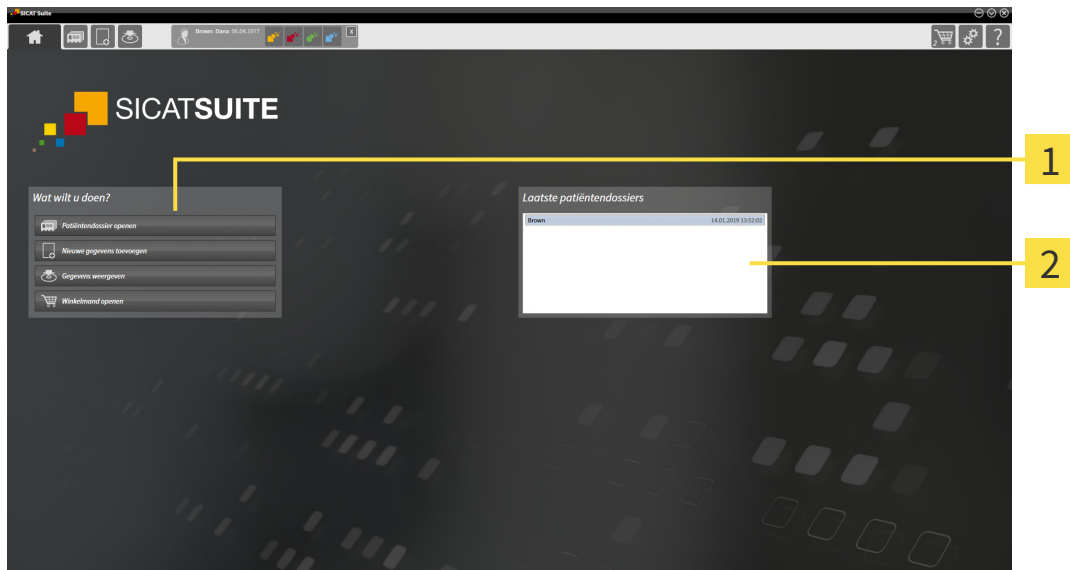 SICAT Suite
Brown Dana 06.04.1977
X
2
?
SICATSUITE
1
Wat wilt u doen?
Patiëntendossier openen
Nieuwe gegevens toevoegen
Gegevens weergeven
Winkelmand openen
Laatste patiëntendossiers
Brown 14.01.2019 13:52:02
2